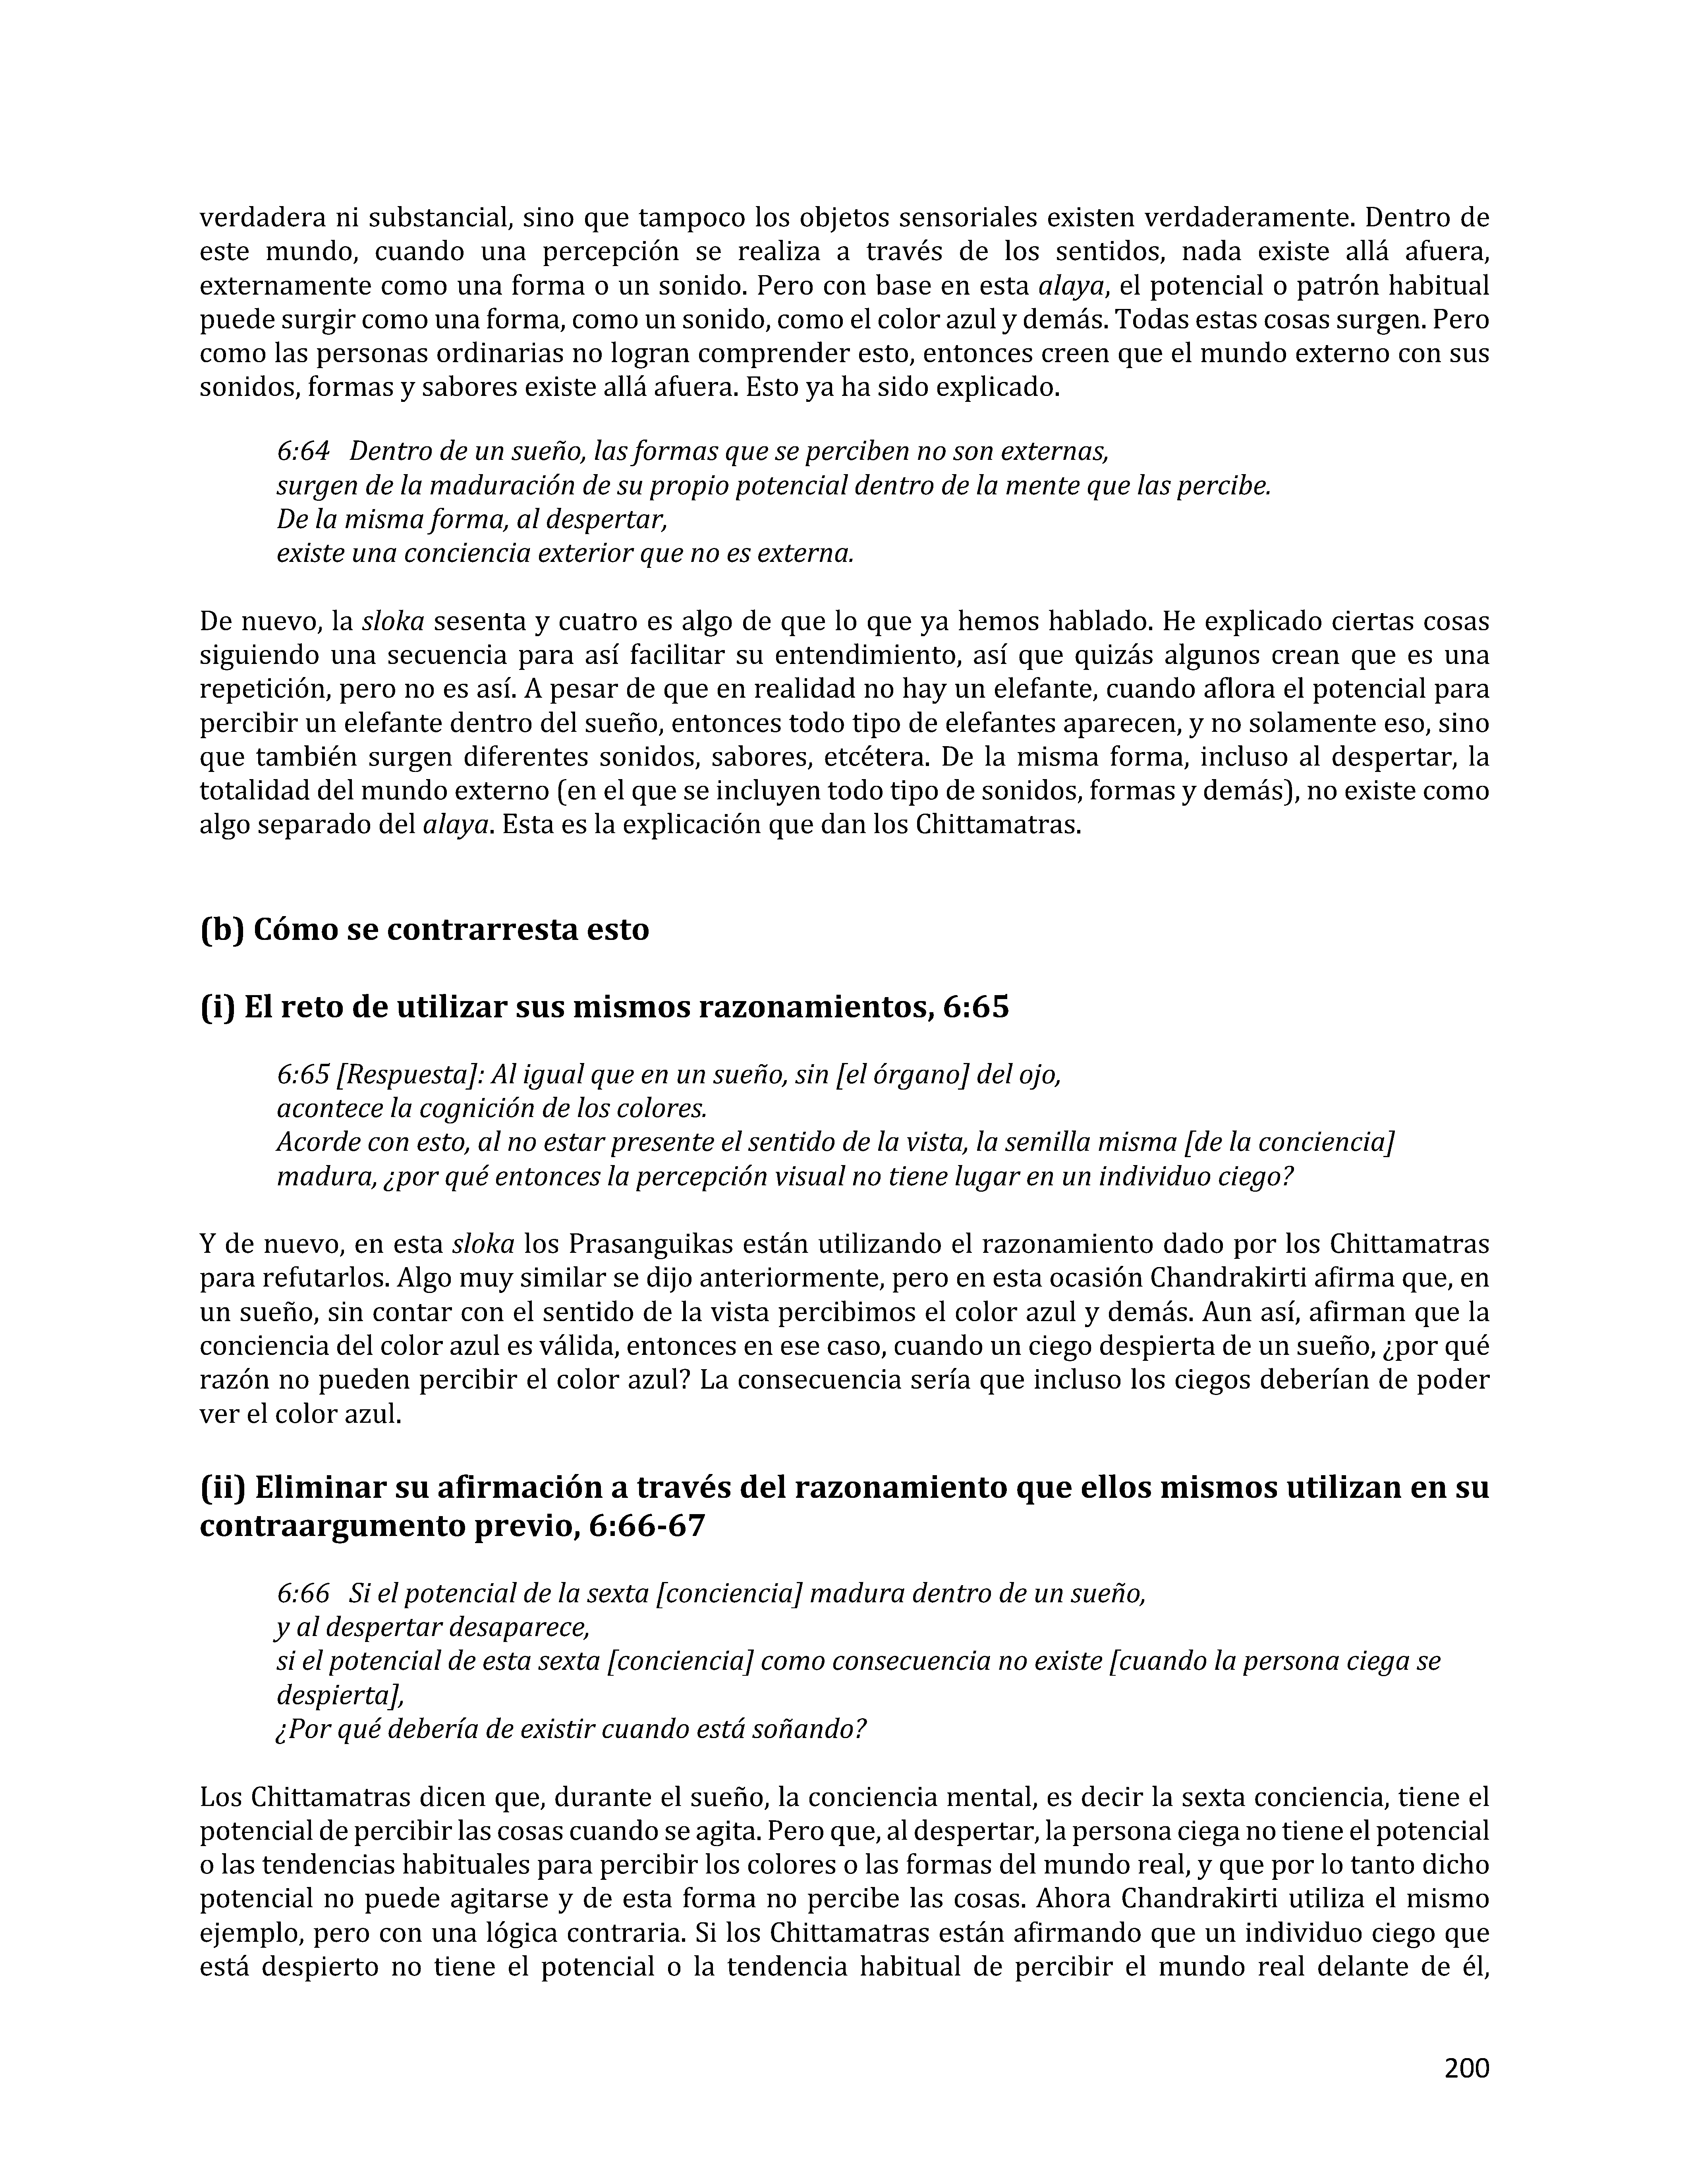 verdadera ni substancial, sino que tampoco los objetos sensoriales existen verdaderamente. Dentro de
este mundo, cuando una percepción se realiza a través de los sentidos, nada existe allá afuera,
externamente como una forma o un sonido. Pero con base en esta alaya, el potencial o patrón habitual
puede surgir como una forma, como un sonido, como el color azul y demás. Todas estas cosas surgen. Pero
como las personas ordinarias no logran comprender esto, entonces creen que el mundo externo con sus
sonidos, formas y sabores existe allá afuera. Esto ya ha sido explicado.
6:64 Dentro de un sueño, las formas que se perciben no son externas,
surgen de la maduración de su propio potencial dentro de la mente que las percibe.
De la misma forma, al despertar,
existe una conciencia exterior que no es externa.
De nuevo, la sloka sesenta y cuatro es algo de que lo que ya hemos hablado. He explicado ciertas cosas
siguiendo una secuencia para así facilitar su entendimiento, así que quizás algunos crean que es una
repetición, pero no es así. A pesar de que en realidad no hay un elefante, cuando aflora el potencial para
percibir un elefante dentro del sueño, entonces todo tipo de elefantes aparecen, y no solamente eso, sino
que también surgen diferentes sonidos, sabores, etcétera. De la misma forma, incluso al despertar, la
totalidad del mundo externo (en el que se incluyen todo tipo de sonidos, formas y demás), no existe como
algo separado del alaya. Esta es la explicación que dan los Chittamatras.
(b) Cómo se contrarresta esto
(i) El reto de utilizar sus mismos razonamientos, 6:65
6:65 [Respuesta]: Al igual que en un sueño, sin [el órgano] del ojo,
acontece la cognición de los colores.
Acorde con esto, al no estar presente el sentido de la vista, la semilla misma [de la conciencia]
madura, ¿por qué entonces la percepción visual no tiene lugar en un individuo ciego?
Y de nuevo, en esta sloka los Prasanguikas están utilizando el razonamiento dado por los Chittamatras
para refutarlos. Algo muy similar se dijo anteriormente, pero en esta ocasión Chandrakirti afirma que, en
un sueño, sin contar con el sentido de la vista percibimos el color azul y demás. Aun así, afirman que la
conciencia del color azul es válida, entonces en ese caso, cuando un ciego despierta de un sueño, ¿por qué
razón no pueden percibir el color azul? La consecuencia sería que incluso los ciegos deberían de poder
ver el color azul.
(ii) Eliminar su afirmación a través del razonamiento que ellos mismos utilizan en su
contraargumento previo, 6:66-67
6:66 Si el potencial de la sexta [conciencia] madura dentro de un sueño,
y al despertar desaparece,
si el potencial de esta sexta [conciencia] como consecuencia no existe [cuando la persona ciega se
despierta],
¿Por qué debería de existir cuando está soñando?
Los Chittamatras dicen que, durante el sueño, la conciencia mental, es decir la sexta conciencia, tiene el
potencial de percibir las cosas cuando se agita. Pero que, al despertar, la persona ciega no tiene el potencial
o las tendencias habituales para percibir los colores o las formas del mundo real, y que por lo tanto dicho
potencial no puede agitarse y de esta forma no percibe las cosas. Ahora Chandrakirti utiliza el mismo
ejemplo, pero con una lógica contraria. Si los Chittamatras están afirmando que un individuo ciego que
está despierto no tiene el potencial o la tendencia habitual de percibir el mundo real delante de él,
200